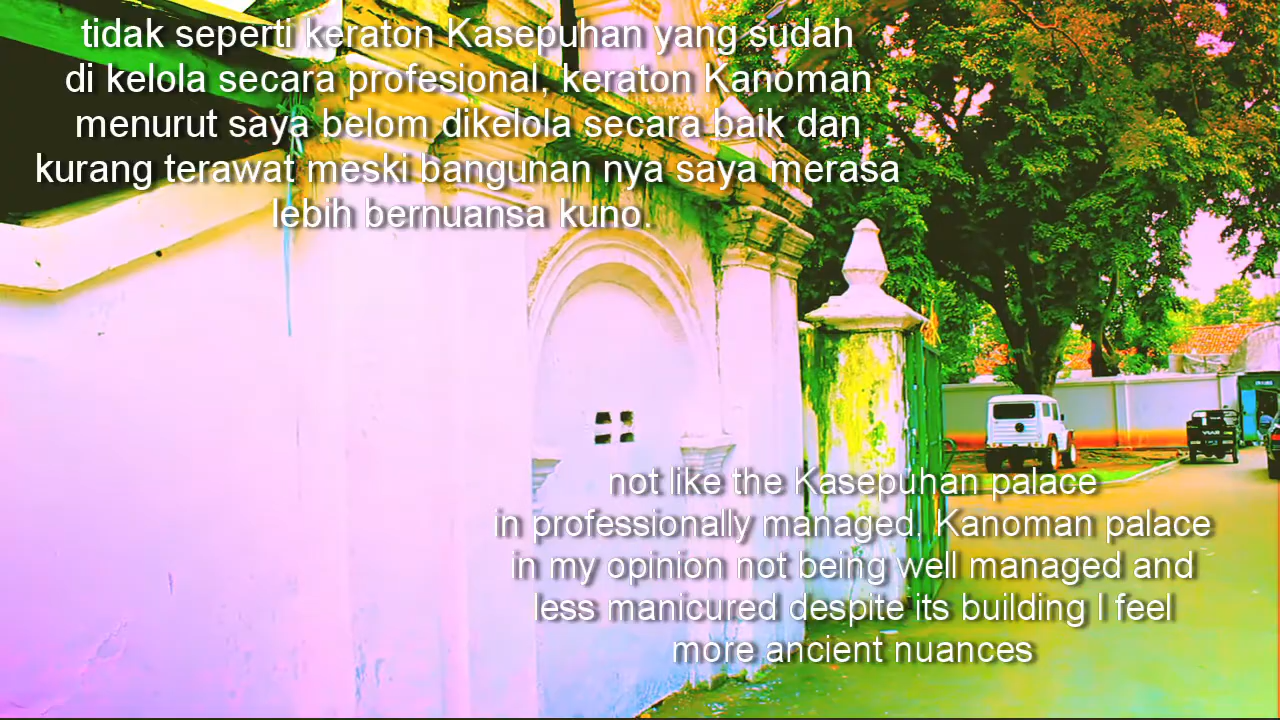 tidak seperti keraton Kasepuhan yang sudah
di kelola secara profesional, keraton Kanoman
menurut saya belom dikelola secara baik dan
kurang terawat meski bangunan nya saya merasa
lebih bernuansa kuno.
not like the Kasepuhan palace
in professionally managed, Kanoman palace
in my opinion not being well managed and
less manicured despite its building I feel
more ancient nuances